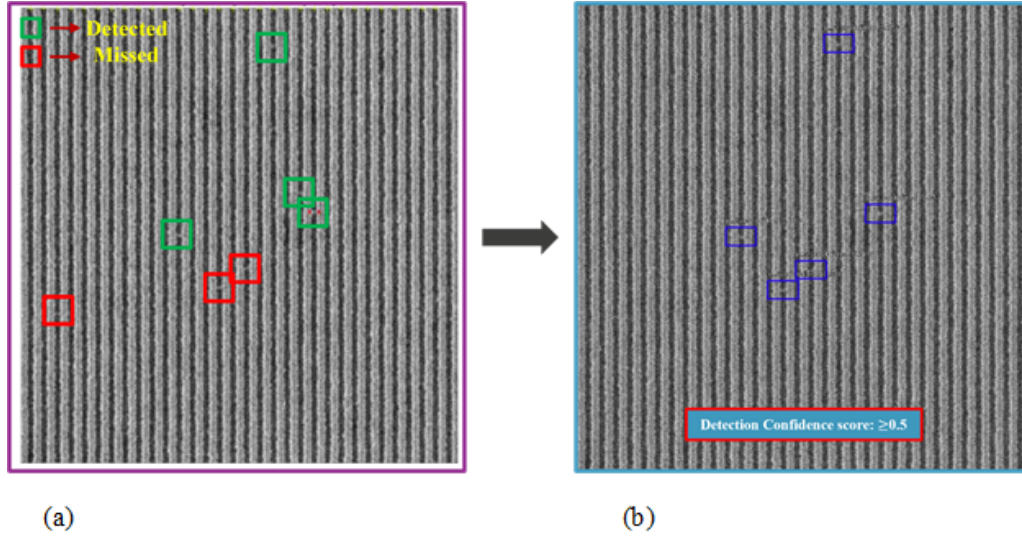 Detected
Missed
Detection Confidence score: ≥0.5
(a)
(b)